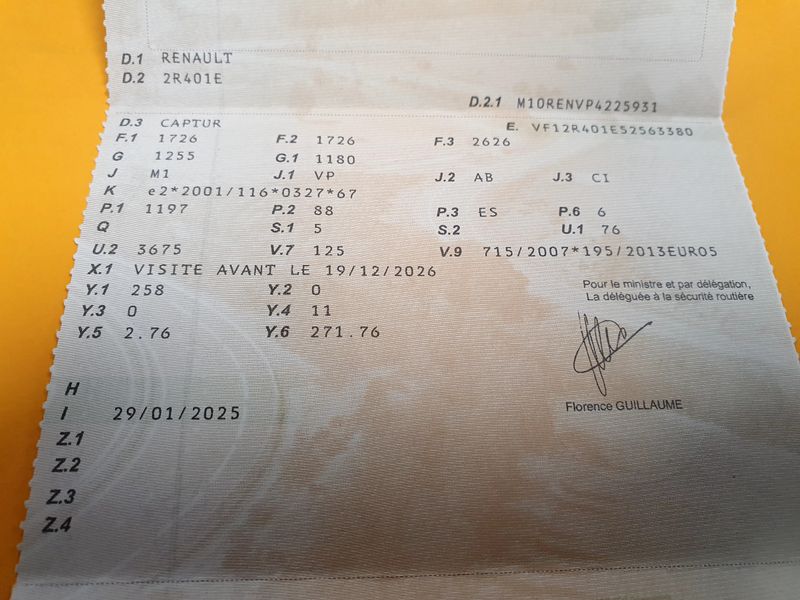 D.1 RENAULT
D.2 2R401E
D.2.1 M10RENVP4225931
D.3 CAPTUR
E. VF12R401E52563380
F.1 1726 F.2 1726 F.3 2626
G 1255 G.1 1180
J M1 J.1 VP J.2 AB J.3 CI
K e2*2001/116*0327*67
P.1 1197 P.2 88 P.3 ES P.6 6
Q S.1 5 S.2 U.1 76
U.2 3675 V.7 125 V.9 715/2007*195/2013EURO5
X.1 VISITE AVANT LE 19/12/2026
Y.1 258 Y.2 0
Y.3 0 Y.4 11
Y.5 2.76 Y.6 271.76
Pour le ministre et par délégation,
La déléguée à la sécurité routière
Florence GUILLAUME
H
I 29/01/2025
Z.1
Z.2
Z.3
Z.4